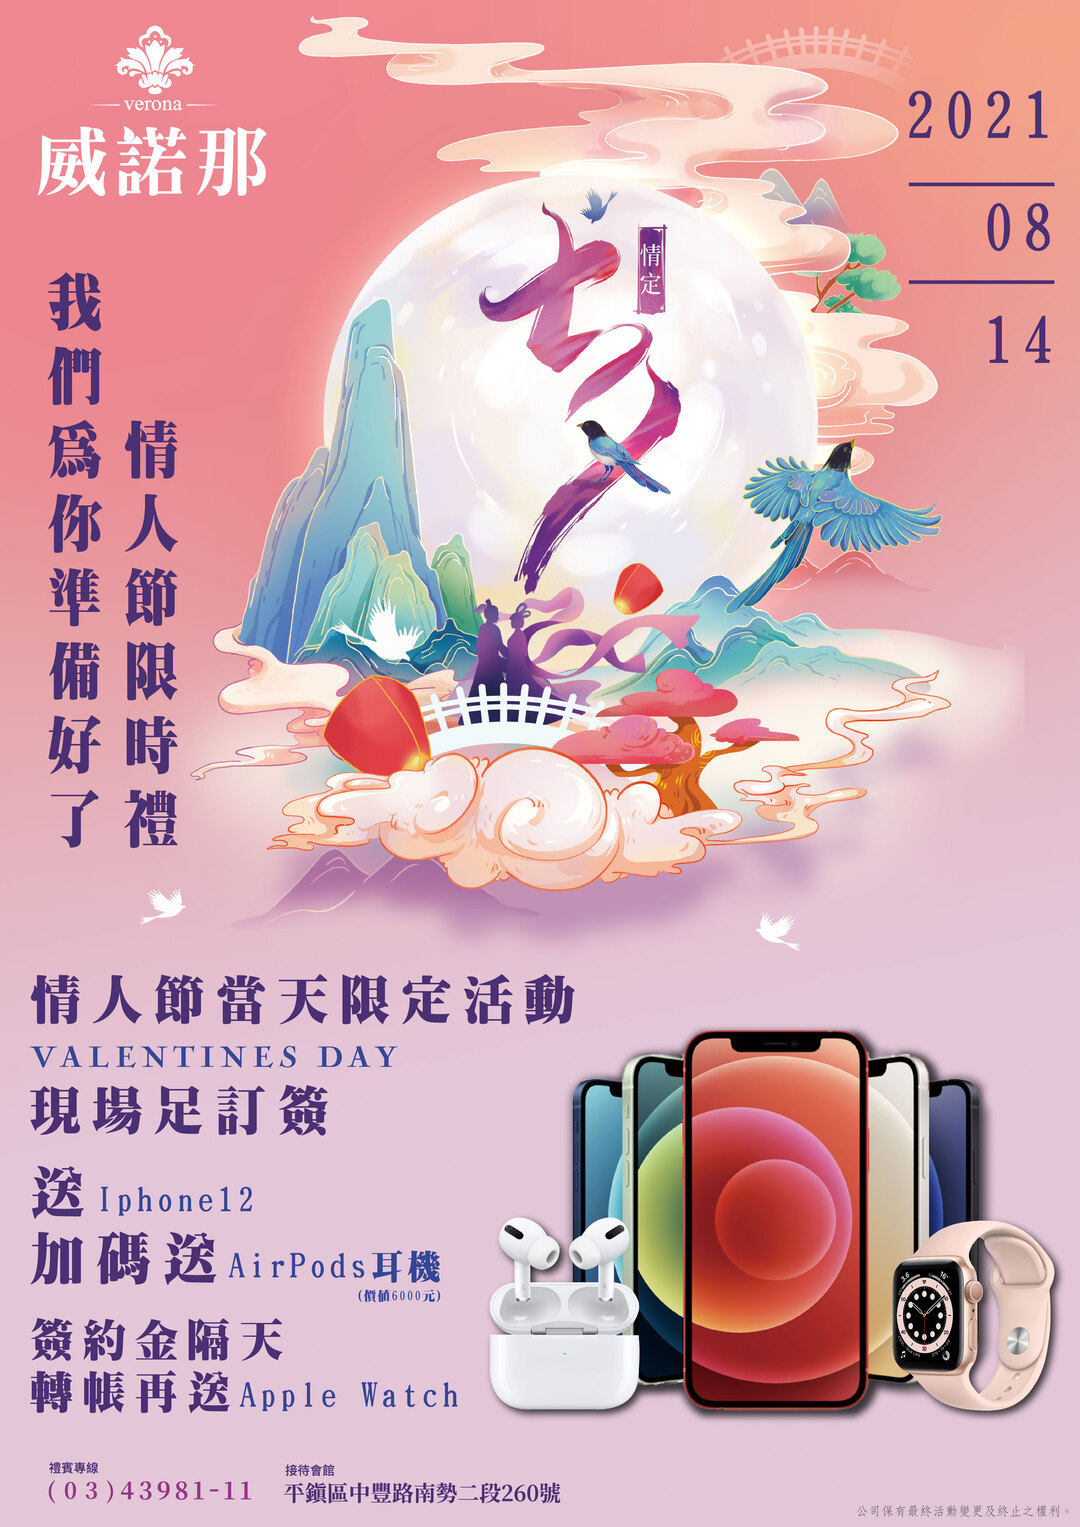 verona
威諾那
2021
08
14
情定
七夕
我們為你準備好了
情人節限時禮
情人節當天限定活動
VALENTINES DAY
現場足訂簽
送 Iphone12
加碼送 AirPods耳機
(價值6000元)
簽約金隔天
轉帳再送 Apple Watch
禮賓專線
(03)43981-11
接待會館
平鎮區中豐路南勢二段260號
公司保有最終活動變更及終止之權利。